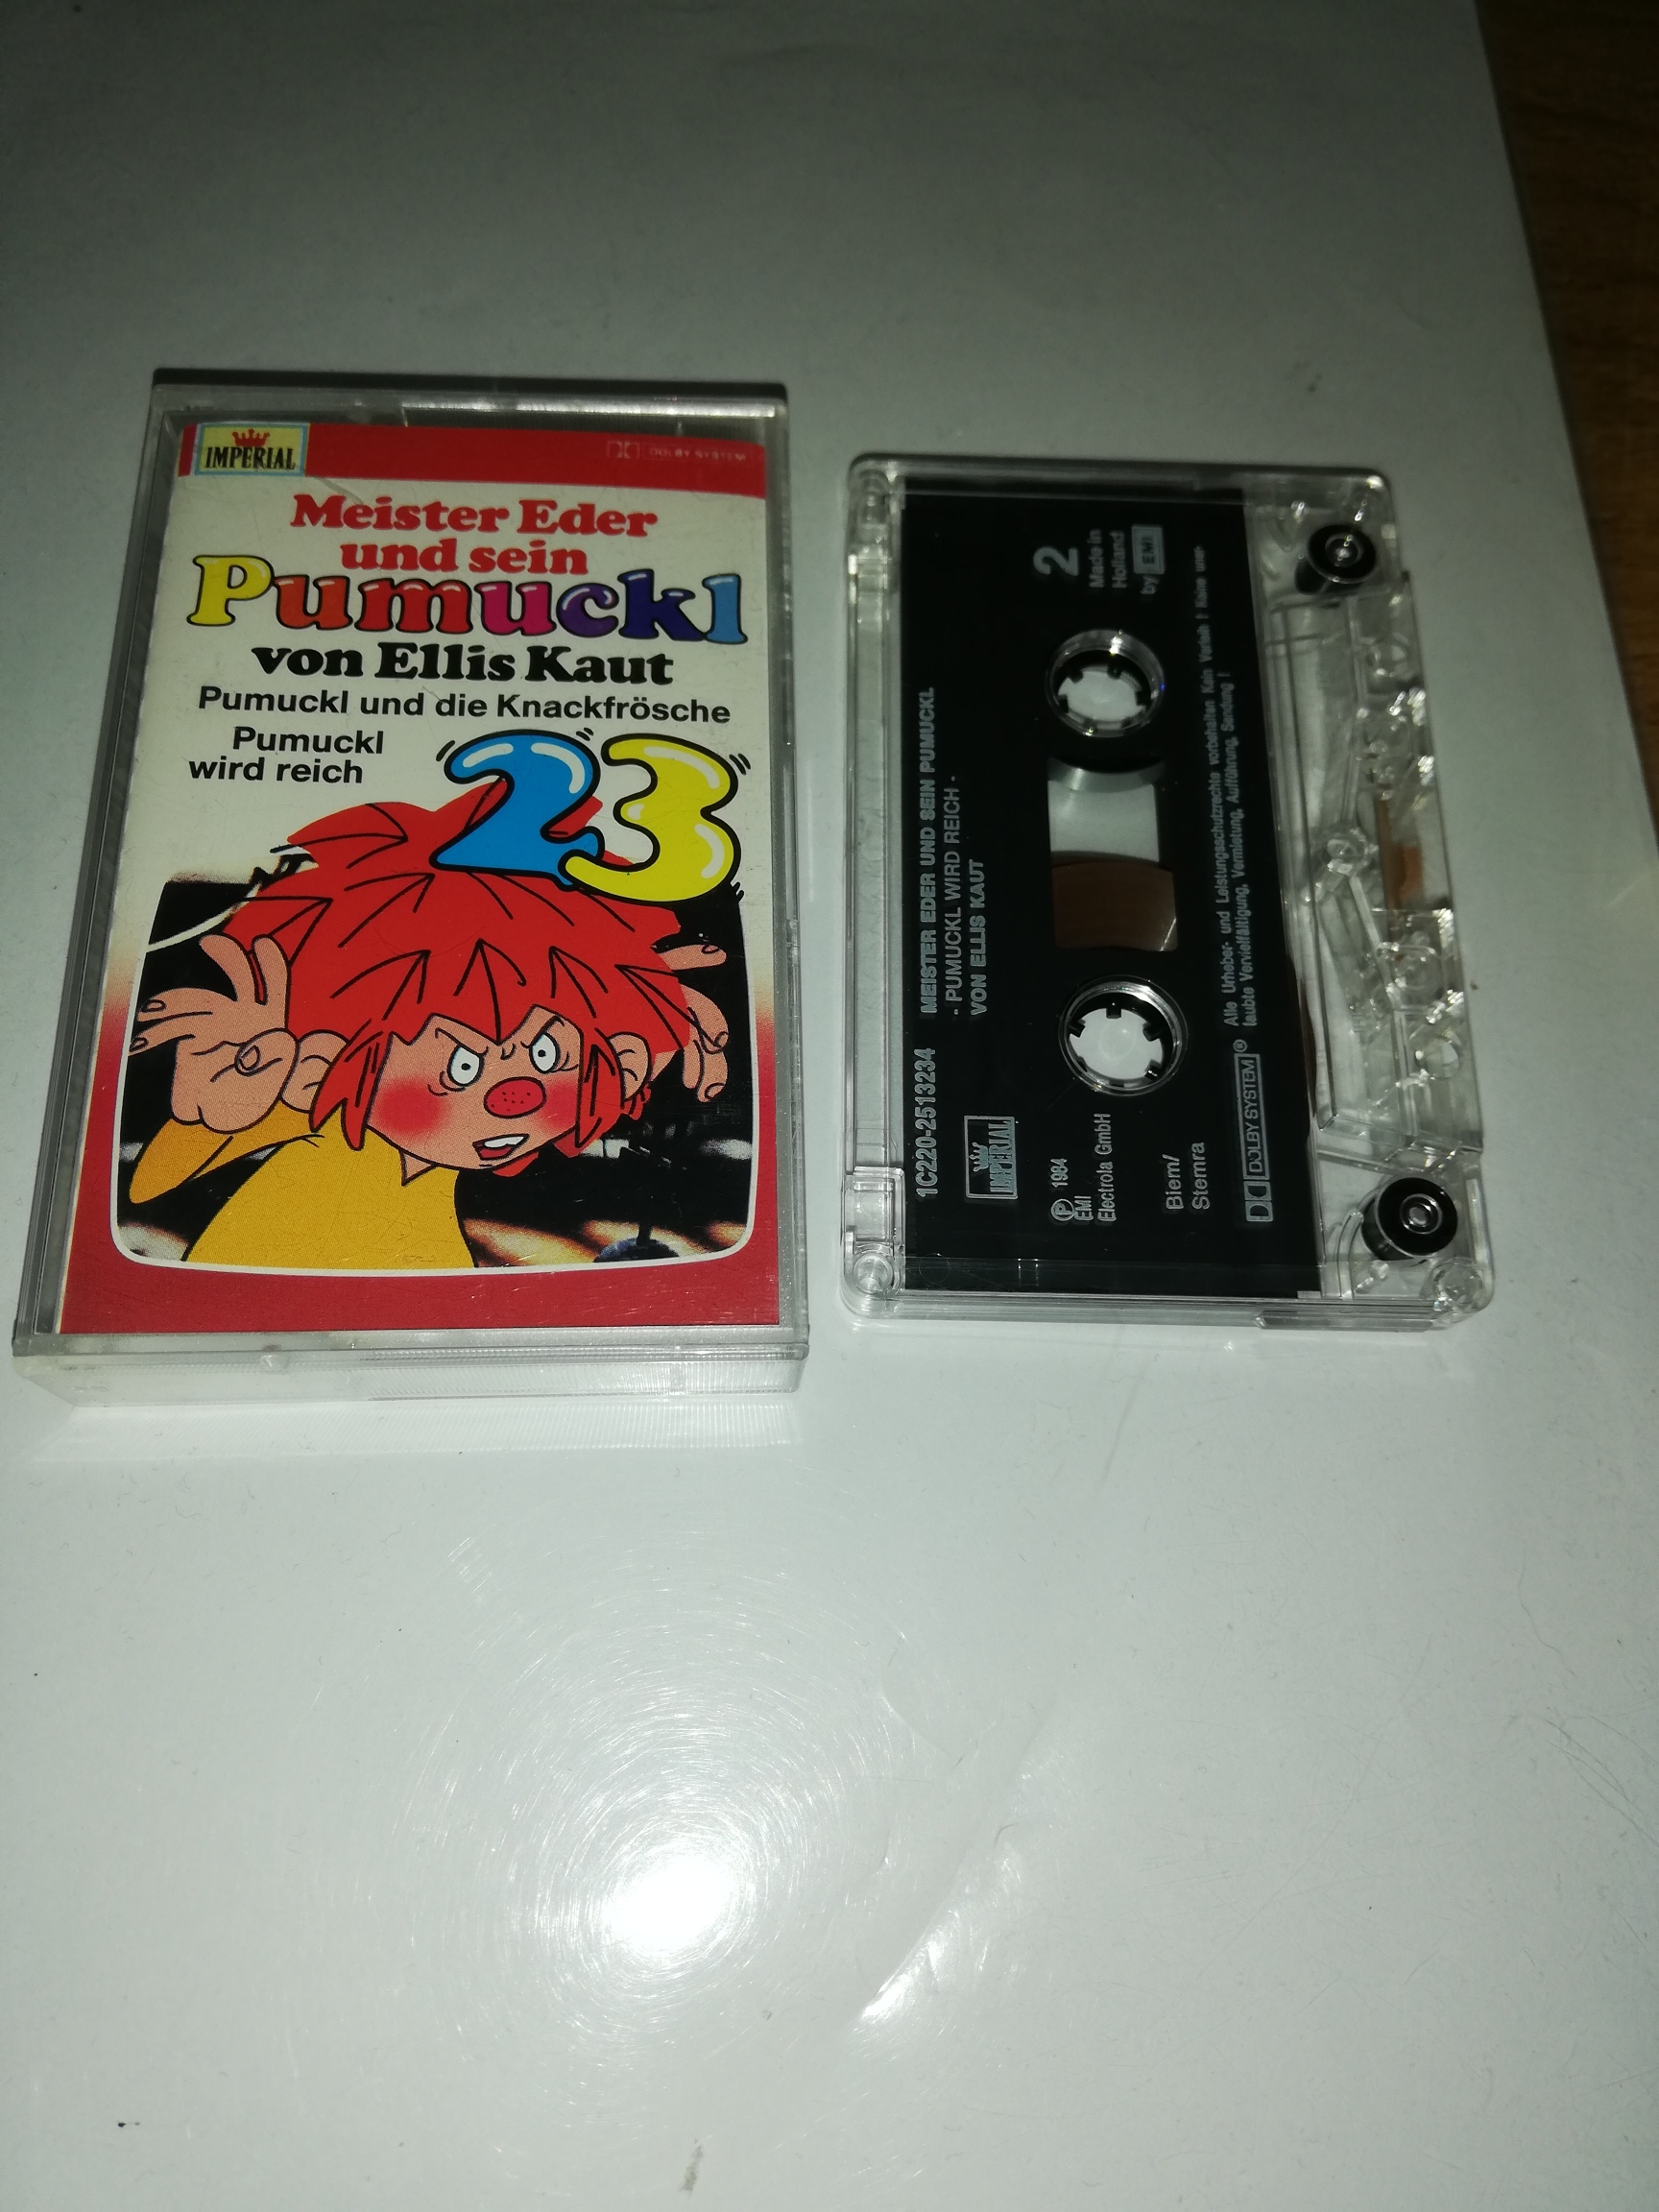 IMPERIAL
DOLBY SYSTEM
Meister Eder
und sein
Pumuckl
von Ellis Kaut
Pumuckl und die Knackfrösche
Pumuckl
wird reich
23
1C220-2513234
MEISTER EDER UND SEIN PUMUCKL
- PUMUCKL WIRD REICH -
VON ELLIS KAUT
IMPERIAL
2
Made in
Holland
by EMI
℗ 1984
EMI
Electrola GmbH
Biem/
Stemra
Alle Urheber- und Leistungsschutzrechte vorbehalten Kein Verleih ! Keine uner-
laubte Vervielfältigung, Vermietung, Aufführung, Sendung !
DOLBY SYSTEM®